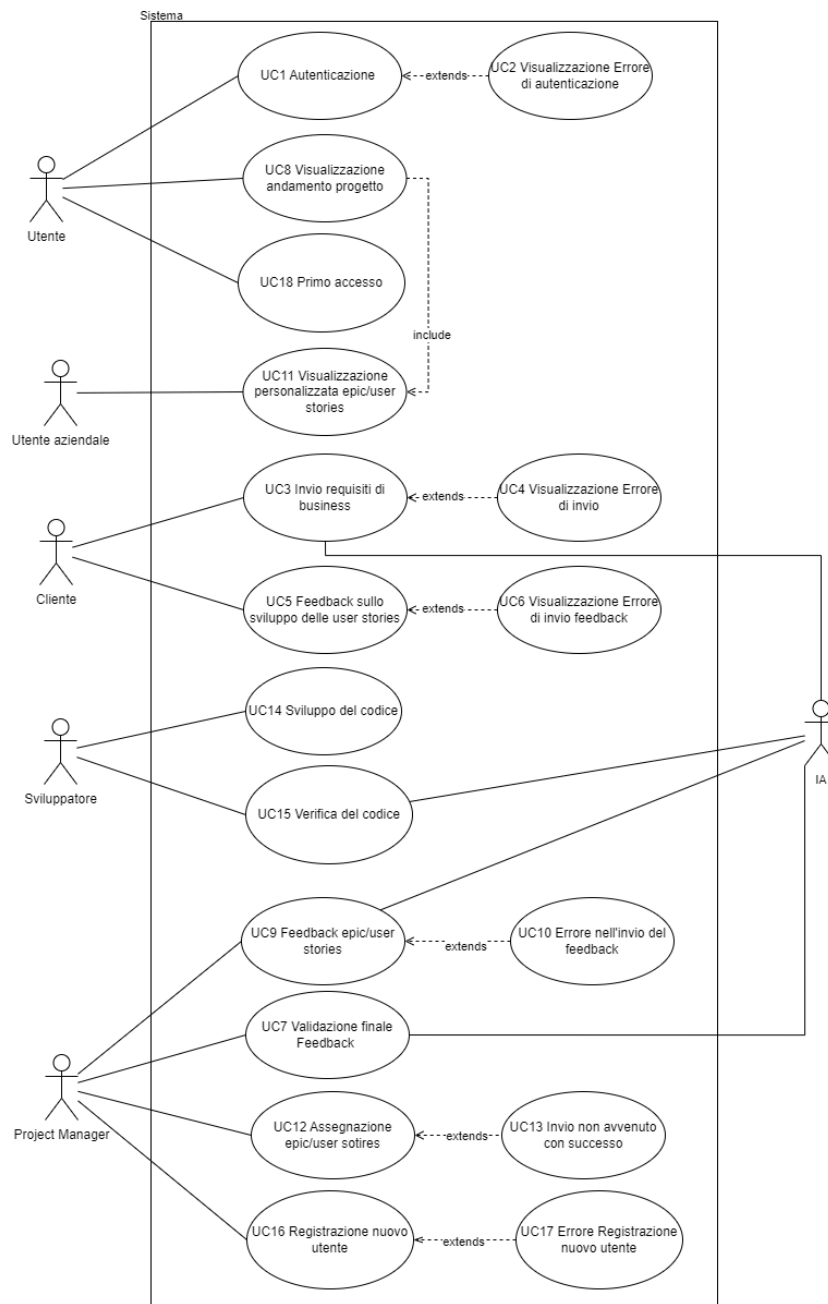 Sistema
UC1 Autenticazione
extends
UC2 Visualizzazione Errore
di autenticazione
UC8 Visualizzazione
andamento progetto
Utente
UC18 Primo accesso
include
UC11 Visualizzazione
personalizzata epic/user
stories
Utente aziendale
UC3 Invio requisiti di
business
extends
UC4 Visualizzazione Errore
di invio
Cliente
UC5 Feedback sullo
sviluppo delle user stories
extends
UC6 Visualizzazione Errore
di invio feedback
UC14 Sviluppo del codice
Sviluppatore
IA
UC15 Verifica del codice
UC9 Feedback epic/user
stories
extends
UC10 Errore nell'invio del
feedback
UC7 Validazione finale
Feedback
Project Manager
UC12 Assegnazione
epic/user sotires
extends
UC13 Invio non avvenuto
con successo
UC16 Registrazione nuovo
utente
extends
UC17 Errore Registrazione
nuovo utente